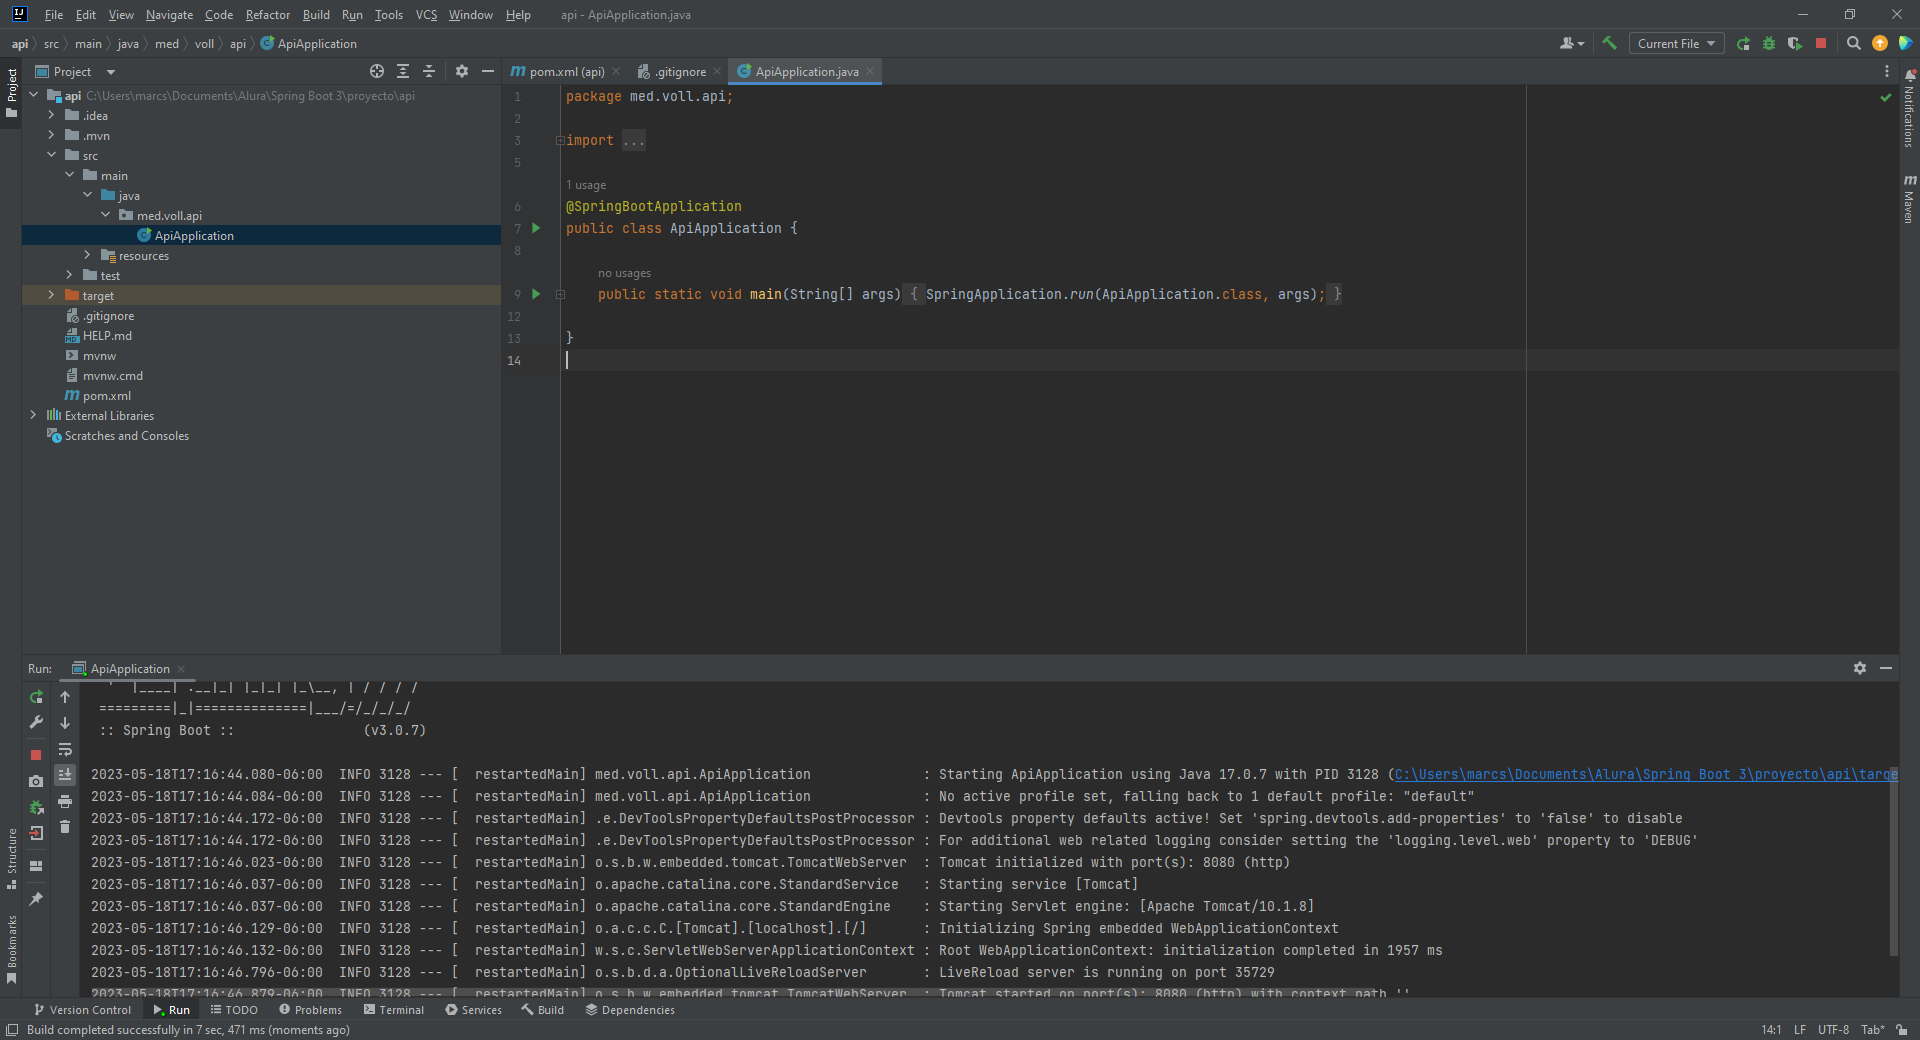 File Edit View Navigate Code Refactor Build Run Tools VCS Window Help api - ApiApplication.java
api src main java med voll api ApiApplication
Current File
Project
pom.xml (api) .gitignore ApiApplication.java
Project
api C:\Users\marcs\Documents\Alura\Spring Boot 3\proyecto\api
.idea
.mvn
src
main
java
med.voll.api
ApiApplication
resources
test
target
.gitignore
HELP.md
mvnw
mvnw.cmd
pom.xml
External Libraries
Scratches and Consoles
1 package med.voll.api;
2
3 import ...
5
1 usage
6 @SpringBootApplication
7 public class ApiApplication {
8
no usages
9 public static void main(String[] args) { SpringApplication.run(ApiApplication.class, args); }
12
13 }
14
Notifications
Maven
Run: ApiApplication
=========|_|==============|___/=/_/_/_/
:: Spring Boot :: (v3.0.7)
2023-05-18T17:16:44.080-06:00 INFO 3128 --- [ restartedMain] med.voll.api.ApiApplication : Starting ApiApplication using Java 17.0.7 with PID 3128 (C:\Users\marcs\Documents\Alura\Spring Boot 3\proyecto\api\targe
2023-05-18T17:16:44.084-06:00 INFO 3128 --- [ restartedMain] med.voll.api.ApiApplication : No active profile set, falling back to 1 default profile: "default"
2023-05-18T17:16:44.172-06:00 INFO 3128 --- [ restartedMain] .e.DevToolsPropertyDefaultsPostProcessor : Devtools property defaults active! Set 'spring.devtools.add-properties' to 'false' to disable
2023-05-18T17:16:44.172-06:00 INFO 3128 --- [ restartedMain] .e.DevToolsPropertyDefaultsPostProcessor : For additional web related logging consider setting the 'logging.level.web' property to 'DEBUG'
2023-05-18T17:16:46.023-06:00 INFO 3128 --- [ restartedMain] o.s.b.w.embedded.tomcat.TomcatWebServer : Tomcat initialized with port(s): 8080 (http)
2023-05-18T17:16:46.037-06:00 INFO 3128 --- [ restartedMain] o.apache.catalina.core.StandardService : Starting service [Tomcat]
2023-05-18T17:16:46.037-06:00 INFO 3128 --- [ restartedMain] o.apache.catalina.core.StandardEngine : Starting Servlet engine: [Apache Tomcat/10.1.8]
2023-05-18T17:16:46.129-06:00 INFO 3128 --- [ restartedMain] o.a.c.c.C.[Tomcat].[localhost].[/] : Initializing Spring embedded WebApplicationContext
2023-05-18T17:16:46.132-06:00 INFO 3128 --- [ restartedMain] w.s.c.ServletWebServerApplicationContext : Root WebApplicationContext: initialization completed in 1957 ms
2023-05-18T17:16:46.796-06:00 INFO 3128 --- [ restartedMain] o.s.b.d.a.OptionalLiveReloadServer : LiveReload server is running on port 35729
2023-05-18T17:16:46.879-06:00 INFO 3128 --- [ restartedMain] o.s.b.w.embedded.tomcat.TomcatWebServer : Tomcat started on port(s): 8080 (http) with context path ''
Structure
Bookmarks
Version Control Run TODO Problems Terminal Services Build Dependencies
Build completed successfully in 7 sec, 471 ms (moments ago) 14:1 LF UTF-8 Tab*